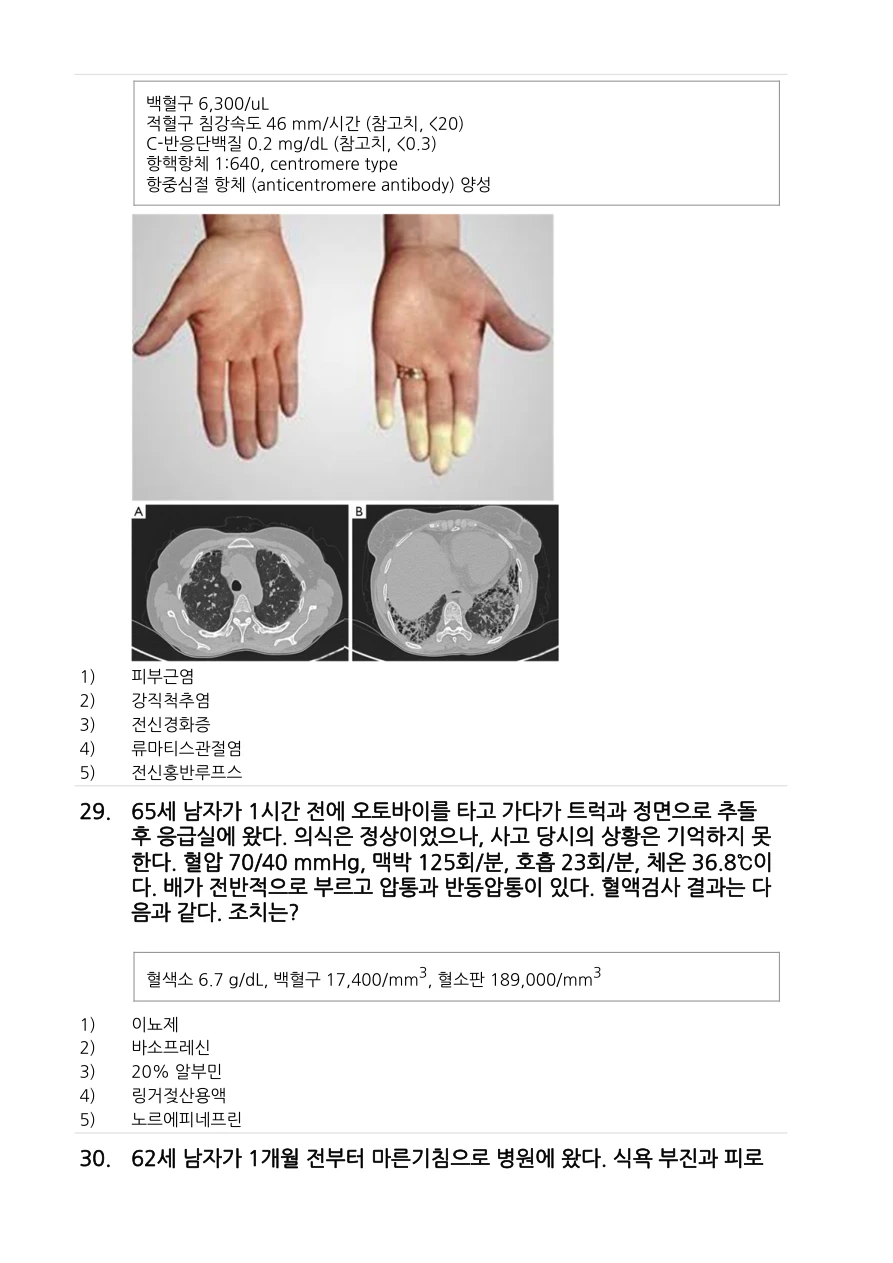 백혈구 6,300/uL
적혈구 침강속도 46 mm/시간 (참고치, <20)
C-반응단백질 0.2 mg/dL (참고치, <0.3)
항핵항체 1:640, centromere type
항중심절 항체 (anticentromere antibody) 양성
A B
1) 피부근염
2) 강직척추염
3) 전신경화증
4) 류마티스관절염
5) 전신홍반루프스
29. 65세 남자가 1시간 전에 오토바이를 타고 가다가 트럭과 정면으로 추돌
후 응급실에 왔다. 의식은 정상이었으나, 사고 당시의 상황은 기억하지 못
한다. 혈압 70/40 mmHg, 맥박 125회/분, 호흡 23회/분, 체온 36.8℃이
다. 배가 전반적으로 부르고 압통과 반동압통이 있다. 혈액검사 결과는 다
음과 같다. 조치는?
혈색소 6.7 g/dL, 백혈구 17,400/mm³, 혈소판 189,000/mm³
1) 이뇨제
2) 바소프레신
3) 20% 알부민
4) 링거젖산용액
5) 노르에피네프린
30. 62세 남자가 1개월 전부터 마른기침으로 병원에 왔다. 식욕 부진과 피로